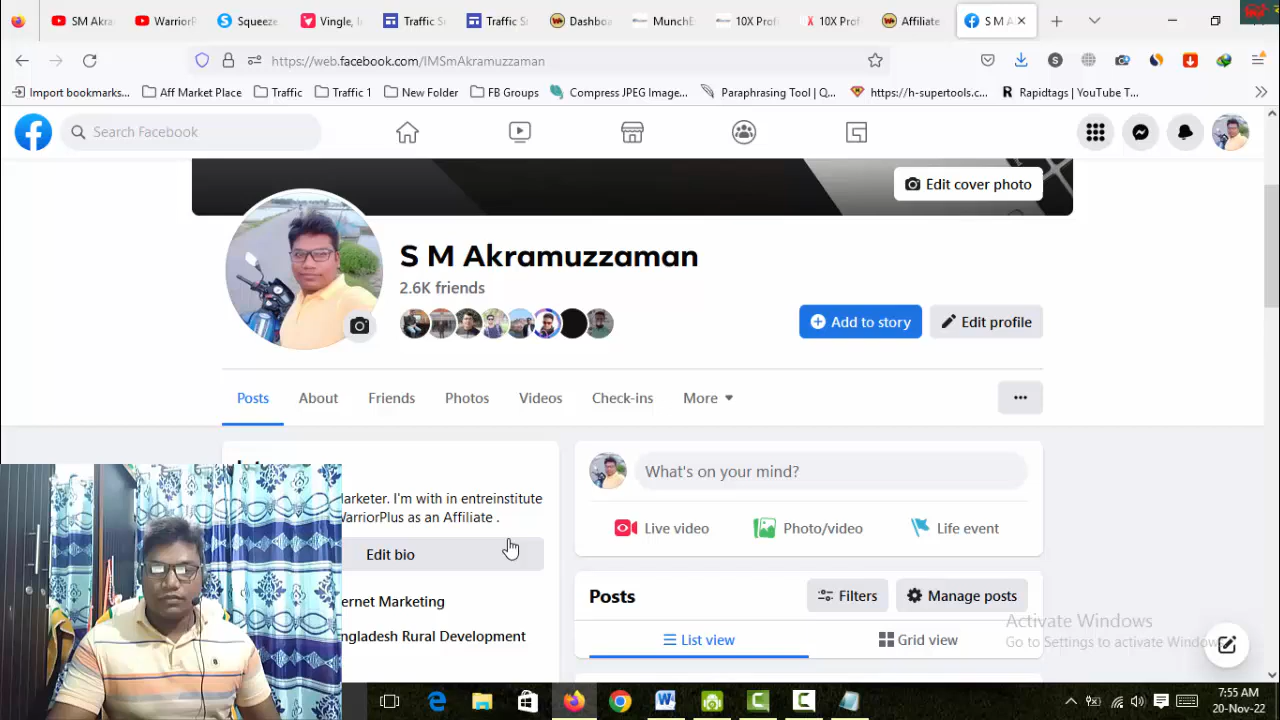 SM Akra
WarriorP
Squeeze
Vingle, I
Traffic S
Traffic S
Dashbo
MunchE
10X Prof
10X Prof
Affiliate
S M A
https://web.facebook.com/IMSmAkramuzzaman
Import bookmarks...
Aff Market Place
Traffic
Traffic 1
New Folder
FB Groups
Compress JPEG Image...
Paraphrasing Tool | Q...
https://h-supertools.c...
Rapidtags | YouTube T...
Search Facebook
Edit cover photo
S M Akramuzzaman
2.6K friends
Add to story
Edit profile
Posts
About
Friends
Photos
Videos
Check-ins
More
What's on your mind?
arketer. I'm with in entreinstitute
WarriorPlus as an Affiliate .
Live video
Photo/video
Life event
Edit bio
ernet Marketing
ngladesh Rural Development
Posts
Filters
Manage posts
List view
Grid view
Activate Windows
Go to Settings to activate Windows
7:55 AM
20-Nov-22